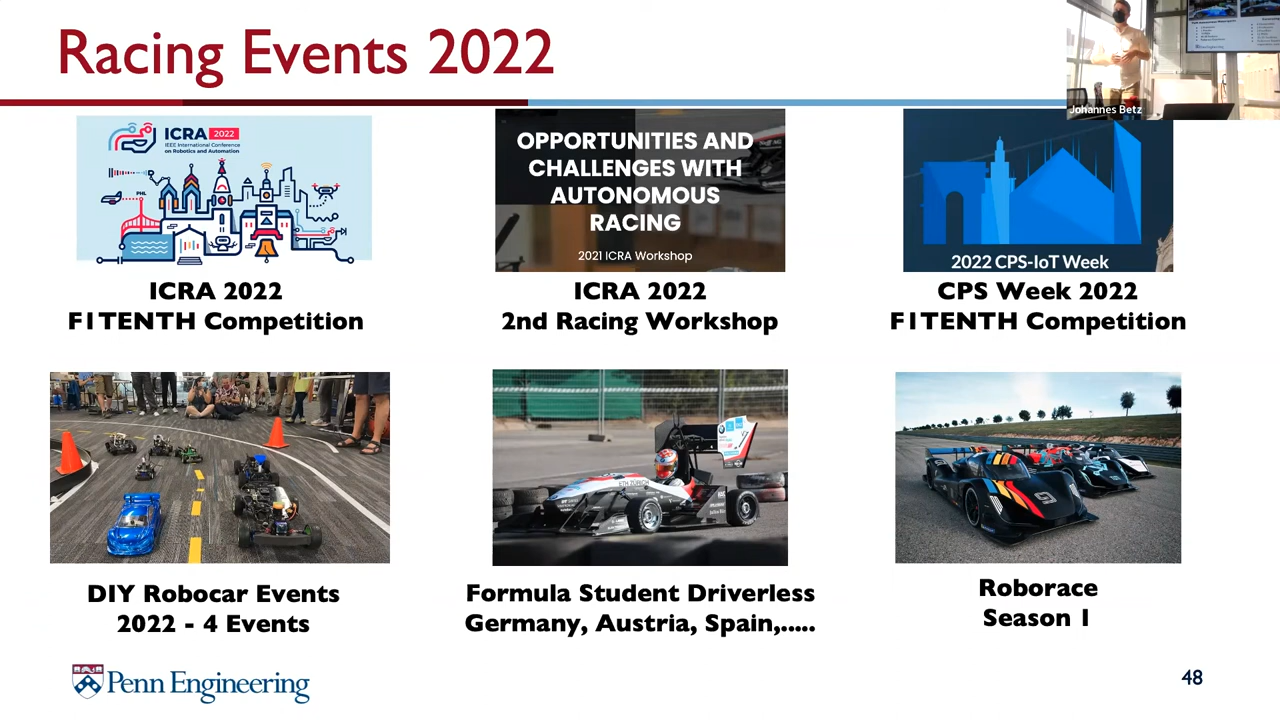 Racing Events 2022
Johannes Betz
ICRA 2022
IEEE International Conference
on Robotics and Automation
PHL
OPPORTUNITIES AND
CHALLENGES WITH
AUTONOMOUS
RACING
2021 ICRA Workshop
2022 CPS-IoT Week
ICRA 2022
F1TENTH Competition
ICRA 2022
2nd Racing Workshop
CPS Week 2022
F1TENTH Competition
ETH ZÜRICH
DIY Robocar Events
2022 - 4 Events
Formula Student Driverless
Germany, Austria, Spain,.....
Roborace
Season 1
Penn Engineering
48